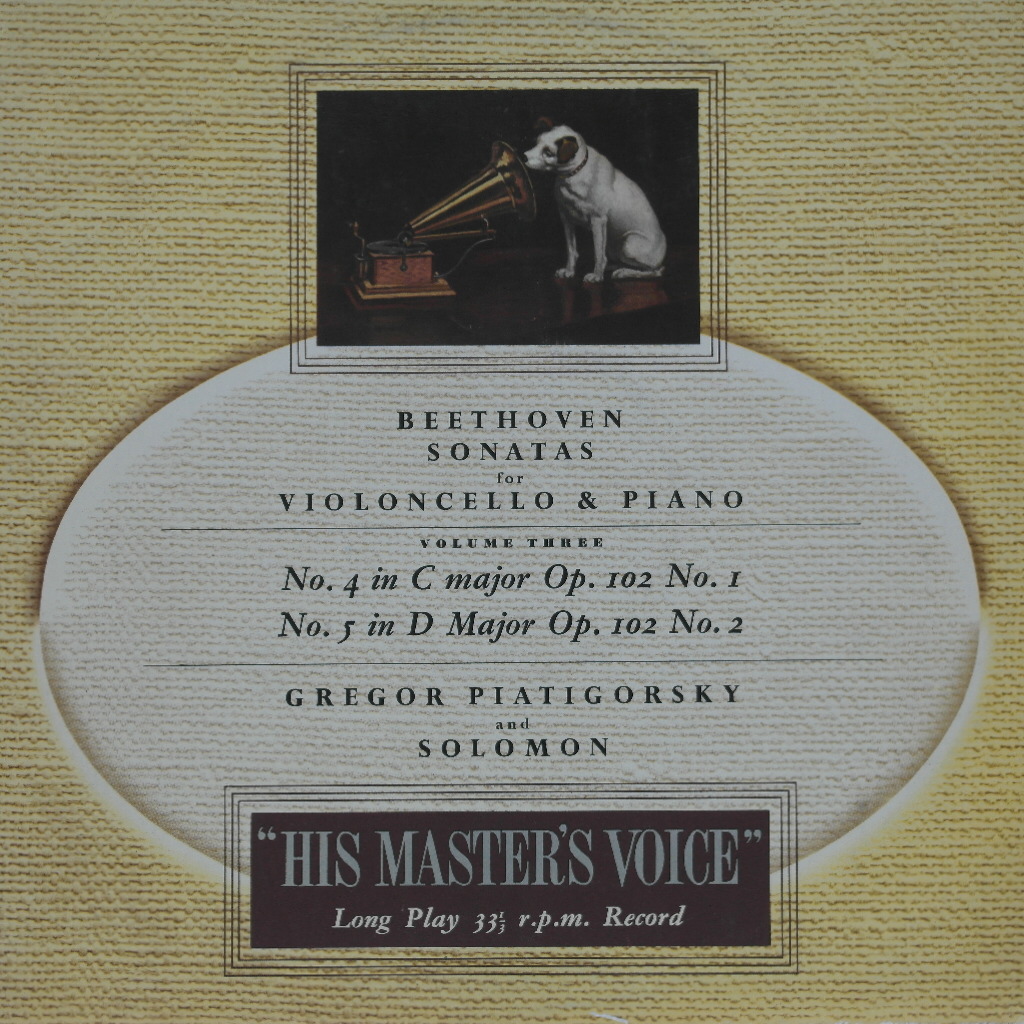 BEETHOVEN
SONATAS
for
VIOLONCELLO & PIANO
VOLUME THREE
No. 4 in C major Op. 102 No. 1
No. 5 in D Major Op. 102 No. 2
GREGOR PIATIGORSKY
and
SOLOMON
“HIS MASTER'S VOICE”
Long Play 33⅓ r.p.m. Record